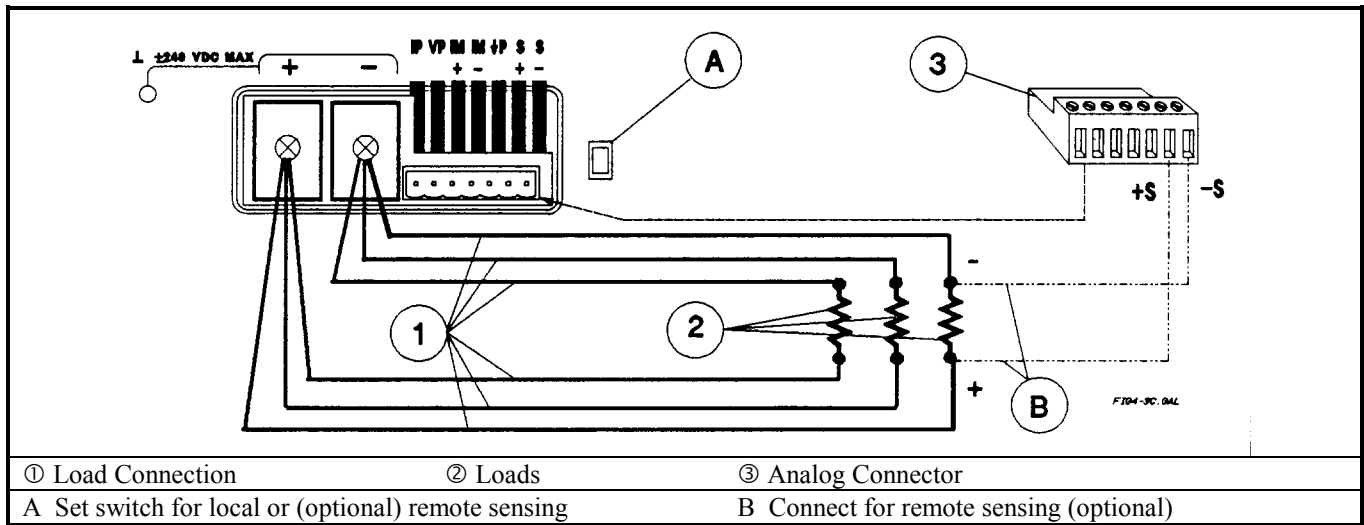 IP VP IM IM ↓P S S
⊥ ±240 VDC MAX + − + − + −
A
3
+S −S
-
1
2
+
B
FIG4-3C.GAL
① Load Connection ② Loads ③ Analog Connector
A Set switch for local or (optional) remote sensing B Connect for remote sensing (optional)